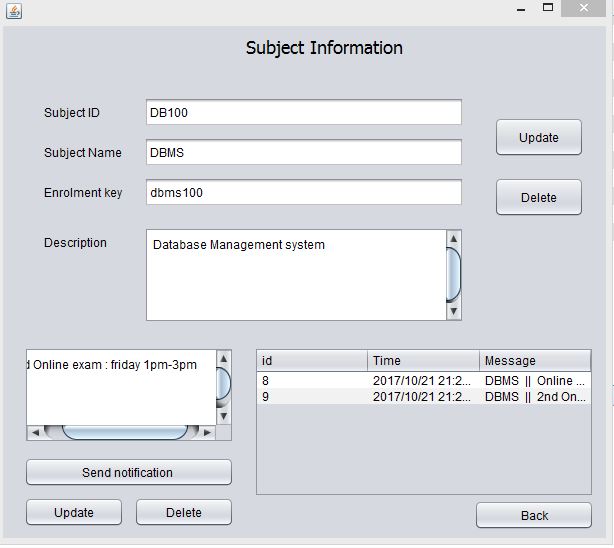 Subject Information
Subject ID
DB100
Subject Name
DBMS
Enrolment key
dbms100
Update
Delete
Description
Database Management system
Online exam : friday 1pm-3pm
Send notification
Update
Delete
id Time Message
8 2017/10/21 21:2... DBMS || Online ...
9 2017/10/21 21:2... DBMS || 2nd On...
Back